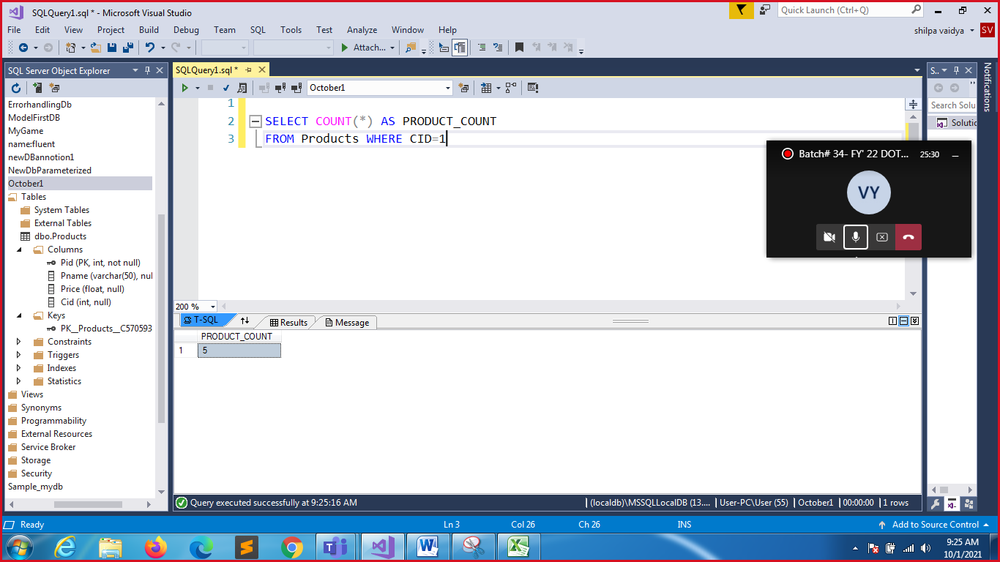 SQLQuery1.sql * - Microsoft Visual Studio
Quick Launch (Ctrl+Q)
File Edit View Project Build Debug Team SQL Tools Test Analyze Window Help
shilpa vaidya SV
Attach...
SQL Server Object Explorer
ErrorhandlingDb
ModelFirstDB
MyGame
name:fluent
newDBannotion1
NewDbParameterized
October1
Tables
System Tables
External Tables
dbo.Products
Columns
Pid (PK, int, not null)
Pname (varchar(50), nul
Price (float, null)
Cid (int, null)
Keys
PK__Products__C570593
Constraints
Triggers
Indexes
Statistics
Views
Synonyms
Programmability
External Resources
Service Broker
Storage
Security
Sample_mydb
SQLQuery1.sql *
October1
1
2 SELECT COUNT(*) AS PRODUCT_COUNT
3 FROM Products WHERE CID=1
200 %
T-SQL Results Message
PRODUCT_COUNT
1 5
Query executed successfully at 9:25:16 AM
(localdb)\MSSQLLocalDB (13.... User-PC\User (55) October1 00:00:00 1 rows
S..
Search Solu
Solutic
Notifications
Batch# 34- FY' 22 DOT... 25:30
VY
Ready Ln 3 Col 26 Ch 26 INS Add to Source Control
9:25 AM
10/1/2021